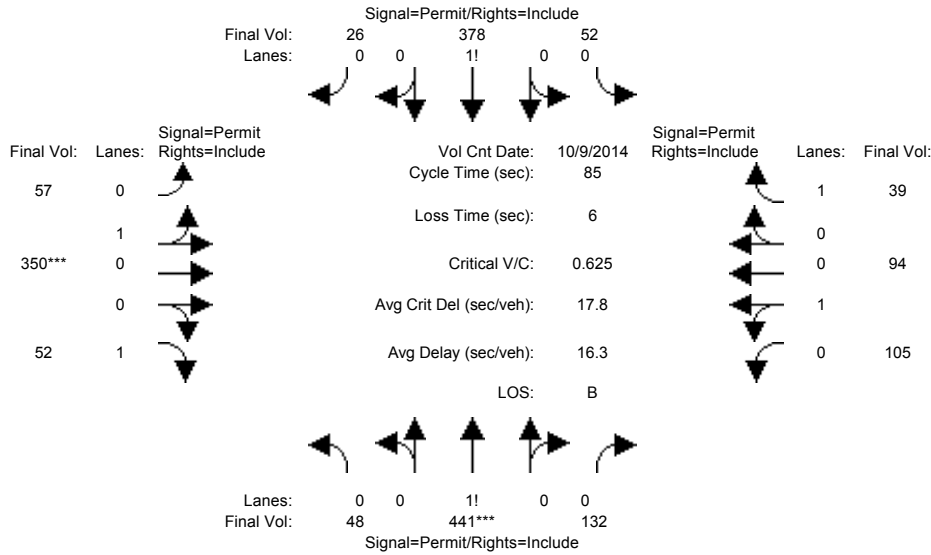 Signal=Permit/Rights=Include
Final Vol: 26 378 52
Lanes: 0 0 1! 0 0
Signal=Permit Signal=Permit
Final Vol: Lanes: Rights=Include Vol Cnt Date: 10/9/2014 Rights=Include Lanes: Final Vol:
Cycle Time (sec): 85
57 0 1 39
Loss Time (sec): 6
1 0
350*** 0 Critical V/C: 0.625 0 94
0 Avg Crit Del (sec/veh): 17.8 1
52 1 Avg Delay (sec/veh): 16.3 0 105
LOS: B
Lanes: 0 0 1! 0 0
Final Vol: 48 441*** 132
Signal=Permit/Rights=Include